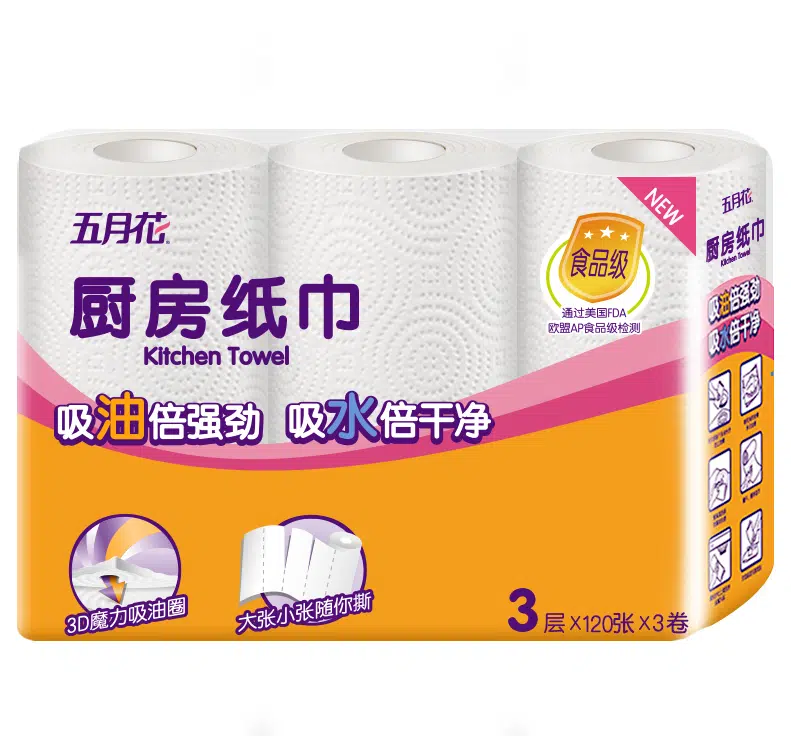 五月花
厨房纸巾
Kitchen Towel
吸油倍强劲 吸水倍干净
NEW
食品级
通过美国FDA
欧盟AP食品级检测
3D魔力吸油圈
大张小张随你撕
3层X120张X3卷
五月花
厨房纸巾
Kitchen Towel
吸油倍强劲
吸水倍干净